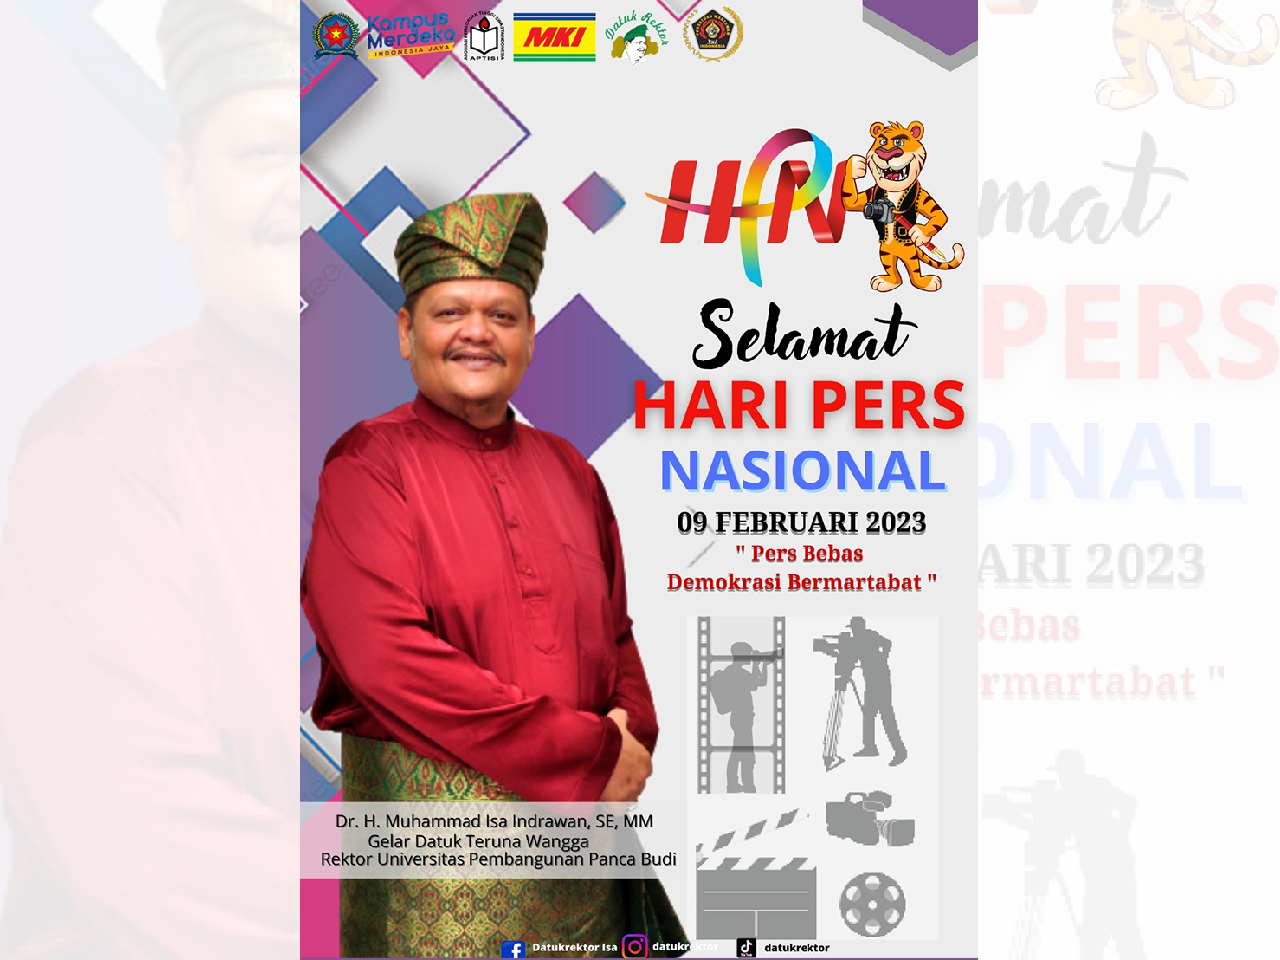 Kampus
Merdeka
INDONESIA JAYA
APTISI
MKI
Datuk Rektor
INDONESIA
HPN
Selamat
HARI PERS
NASIONAL
09 FEBRUARI 2023
" Pers Bebas
Demokrasi Bermartabat "
Dr. H. Muhammad Isa Indrawan, SE, MM
Gelar Datuk Teruna Wangga
Rektor Universitas Pembangunan Panca Budi
Datukrektor Isa
datukrektor
datukrektor